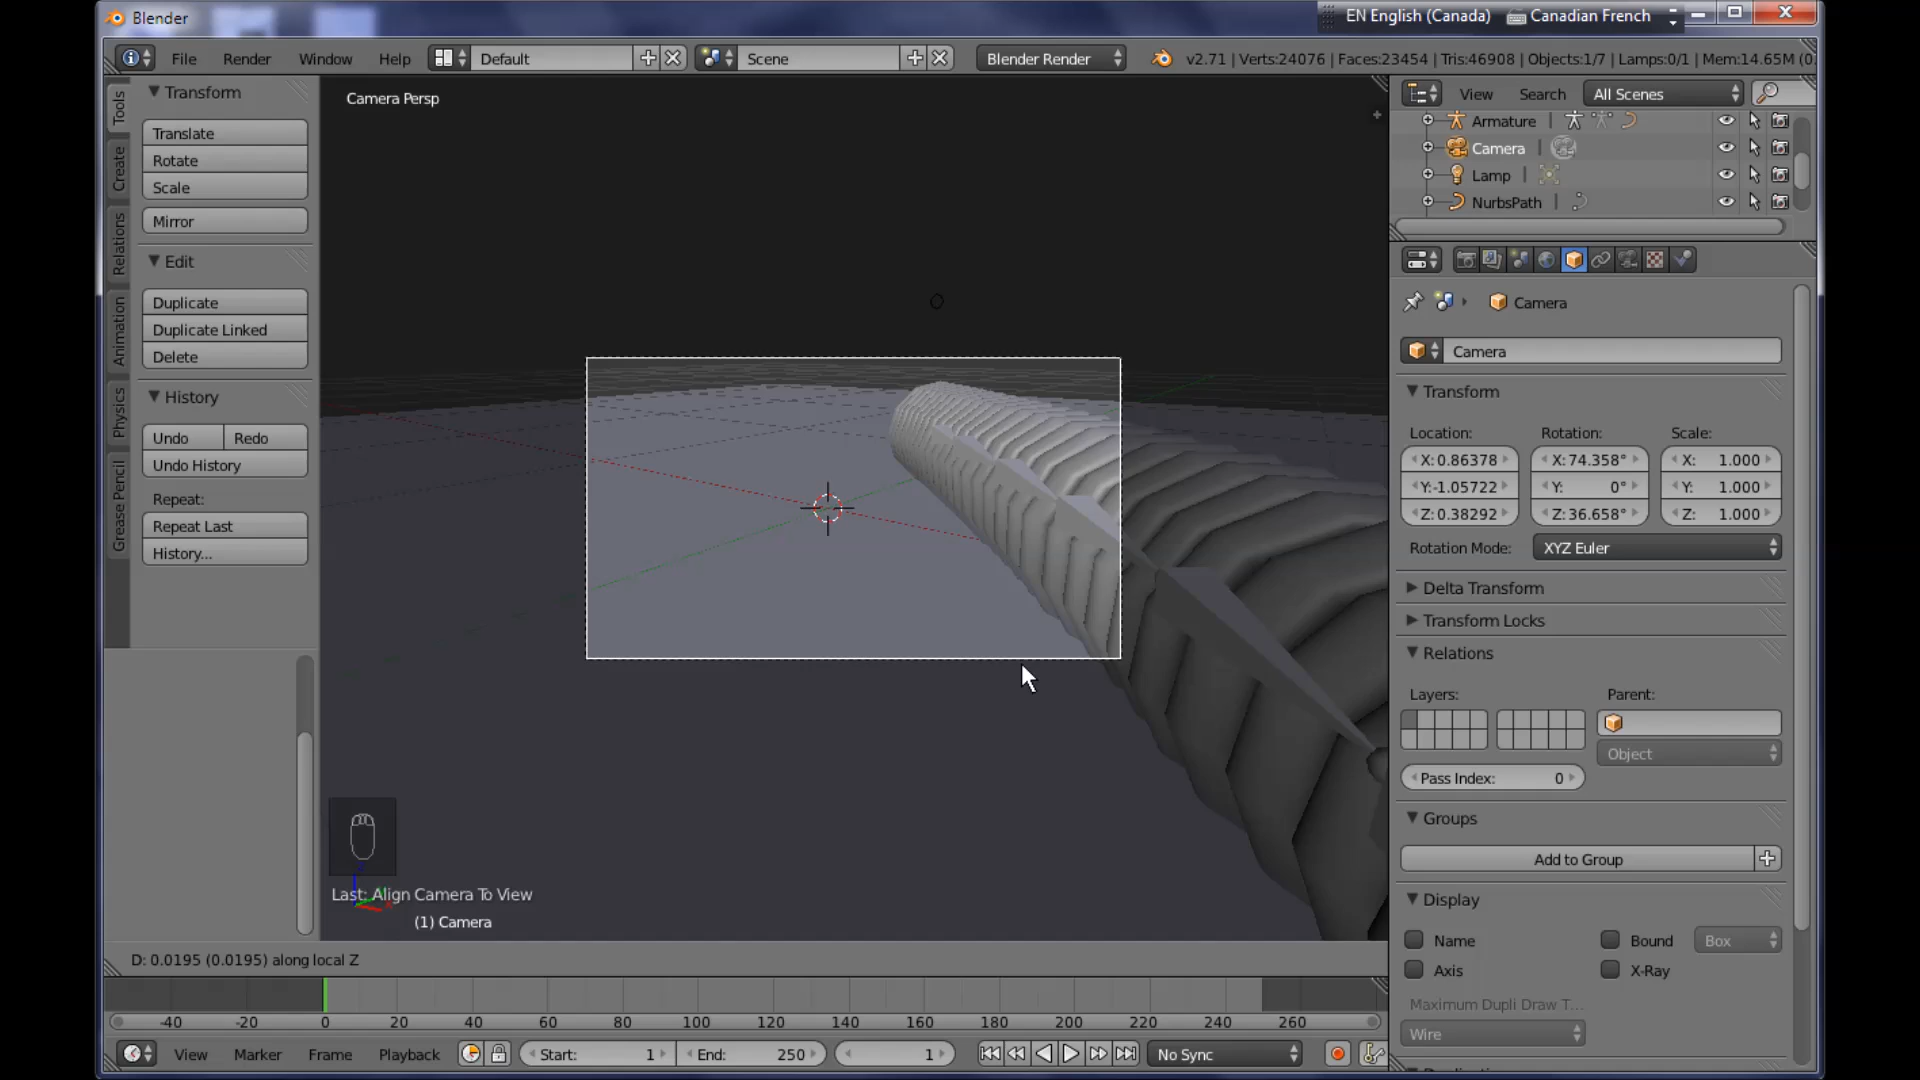 Blender
EN English (Canada) Canadian French
File Render Window Help Default Scene Blender Render v2.71 | Verts:24076 | Faces:23454 | Tris:46908 | Objects:1/7 | Lamps:0/1 | Mem:14.65M (0.
Tools
Create
Relations
Animation
Physics
Grease Pencil
Transform
Translate
Rotate
Scale
Mirror
Edit
Duplicate
Duplicate Linked
Delete
History
Undo Redo
Undo History
Repeat:
Repeat Last
History...
Camera Persp
Last: Align Camera To View
(1) Camera
D: 0.0195 (0.0195) along local Z
View Search All Scenes
Armature
Camera
Lamp
NurbsPath
Camera
Camera
Transform
Location: Rotation: Scale:
X: 0.86378 X: 74.358° X: 1.000
Y: -1.05722 Y: 0° Y: 1.000
Z: 0.38292 Z: 36.658° Z: 1.000
Rotation Mode: XYZ Euler
Delta Transform
Transform Locks
Relations
Layers: Parent:
Object
Pass Index: 0
Groups
Add to Group
Display
Name Bound Box
Axis X-Ray
Maximum Dupli Draw T...
Wire
-40 -20 0 20 40 60 80 100 120 140 160 180 200 220 240 260
View Marker Frame Playback Start: 1 End: 250 1 No Sync